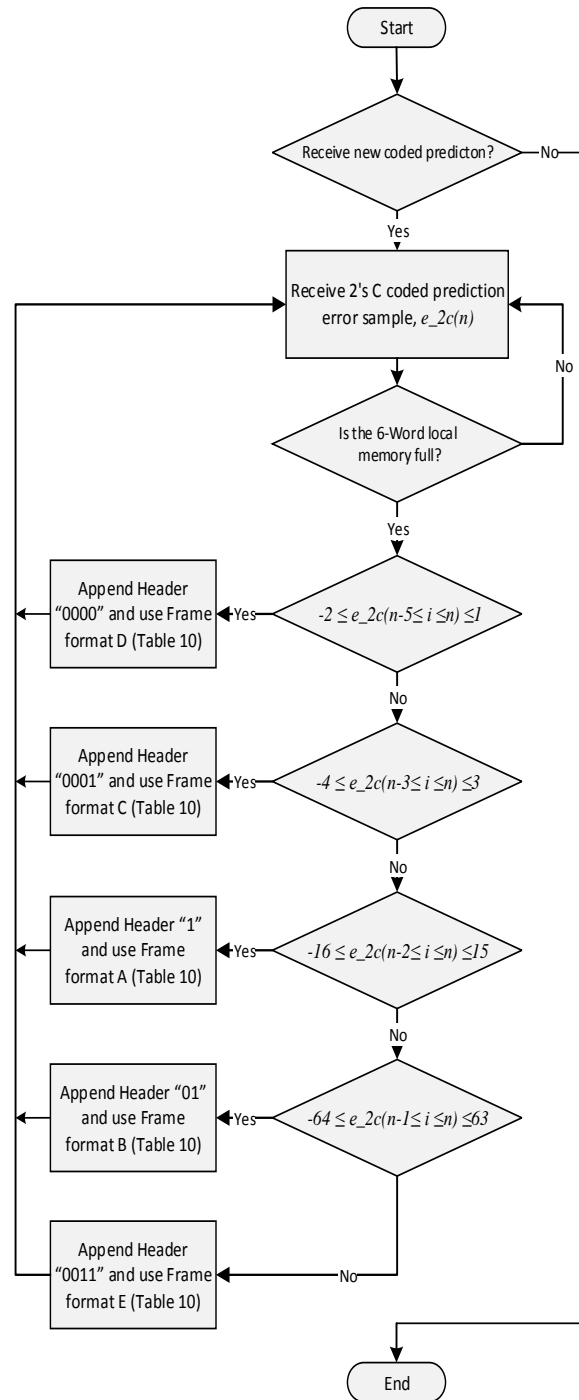 Start
Receive new coded predicton?
No
Yes
Receive 2's C coded prediction
error sample, e_2c(n)
No
Is the 6-Word local
memory full?
Yes
Append Header
“0000” and use Frame
format D (Table 10)
Yes
-2 ≤ e_2c(n-5≤ i ≤n) ≤1
No
Append Header
“0001” and use Frame
format C (Table 10)
Yes
-4 ≤ e_2c(n-3≤ i ≤n) ≤3
No
Append Header “1”
and use Frame
format A (Table 10)
Yes
-16 ≤ e_2c(n-2≤ i ≤n) ≤15
No
Append Header “01”
and use Frame
format B (Table 10)
Yes
-64 ≤ e_2c(n-1≤ i ≤n) ≤63
Append Header
“0011” and use Frame
format E (Table 10)
No
End